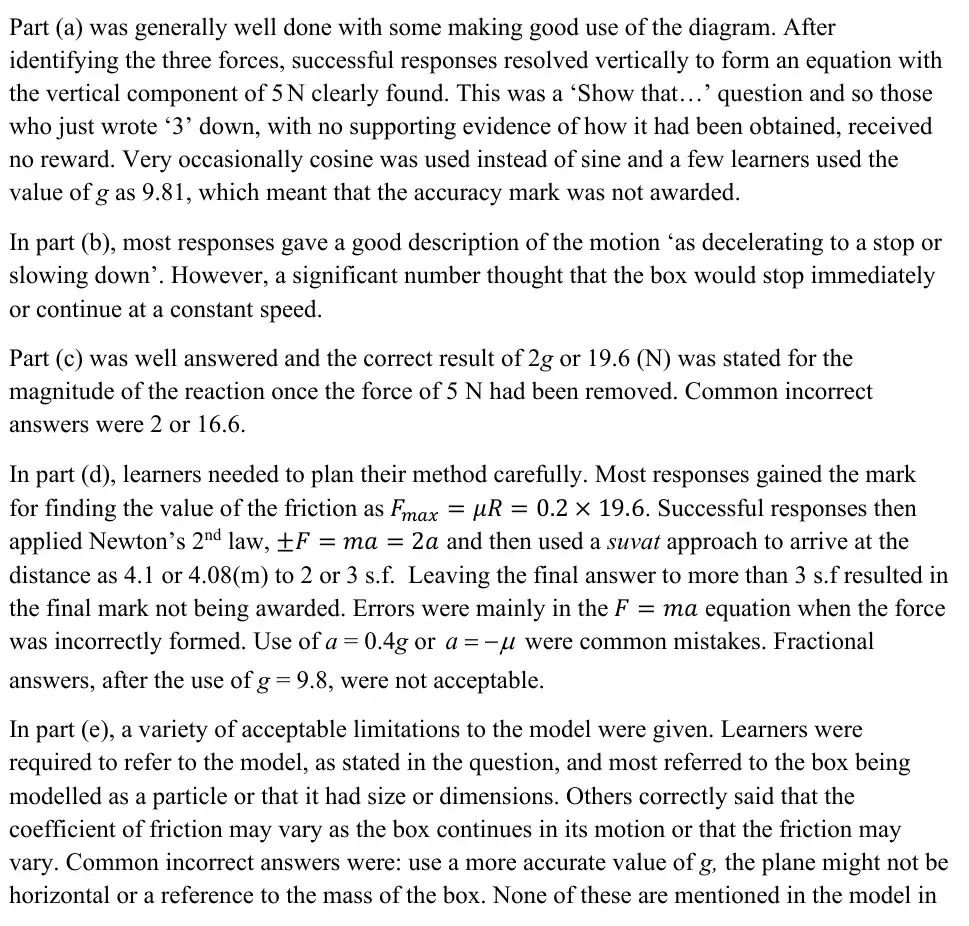 Part (a) was generally well done with some making good use of the diagram. After
identifying the three forces, successful responses resolved vertically to form an equation with
the vertical component of 5 N clearly found. This was a ‘Show that…’ question and so those
who just wrote ‘3’ down, with no supporting evidence of how it had been obtained, received
no reward. Very occasionally cosine was used instead of sine and a few learners used the
value of g as 9.81, which meant that the accuracy mark was not awarded.
In part (b), most responses gave a good description of the motion ‘as decelerating to a stop or
slowing down’. However, a significant number thought that the box would stop immediately
or continue at a constant speed.
Part (c) was well answered and the correct result of 2g or 19.6 (N) was stated for the
magnitude of the reaction once the force of 5 N had been removed. Common incorrect
answers were 2 or 16.6.
In part (d), learners needed to plan their method carefully. Most responses gained the mark
for finding the value of the friction as Fmax = μR = 0.2 × 19.6. Successful responses then
applied Newton’s 2nd law, ±F = ma = 2a and then used a suvat approach to arrive at the
distance as 4.1 or 4.08(m) to 2 or 3 s.f. Leaving the final answer to more than 3 s.f resulted in
the final mark not being awarded. Errors were mainly in the F = ma equation when the force
was incorrectly formed. Use of a = 0.4g or a = −μ were common mistakes. Fractional
answers, after the use of g = 9.8, were not acceptable.
In part (e), a variety of acceptable limitations to the model were given. Learners were
required to refer to the model, as stated in the question, and most referred to the box being
modelled as a particle or that it had size or dimensions. Others correctly said that the
coefficient of friction may vary as the box continues in its motion or that the friction may
vary. Common incorrect answers were: use a more accurate value of g, the plane might not be
horizontal or a reference to the mass of the box. None of these are mentioned in the model in